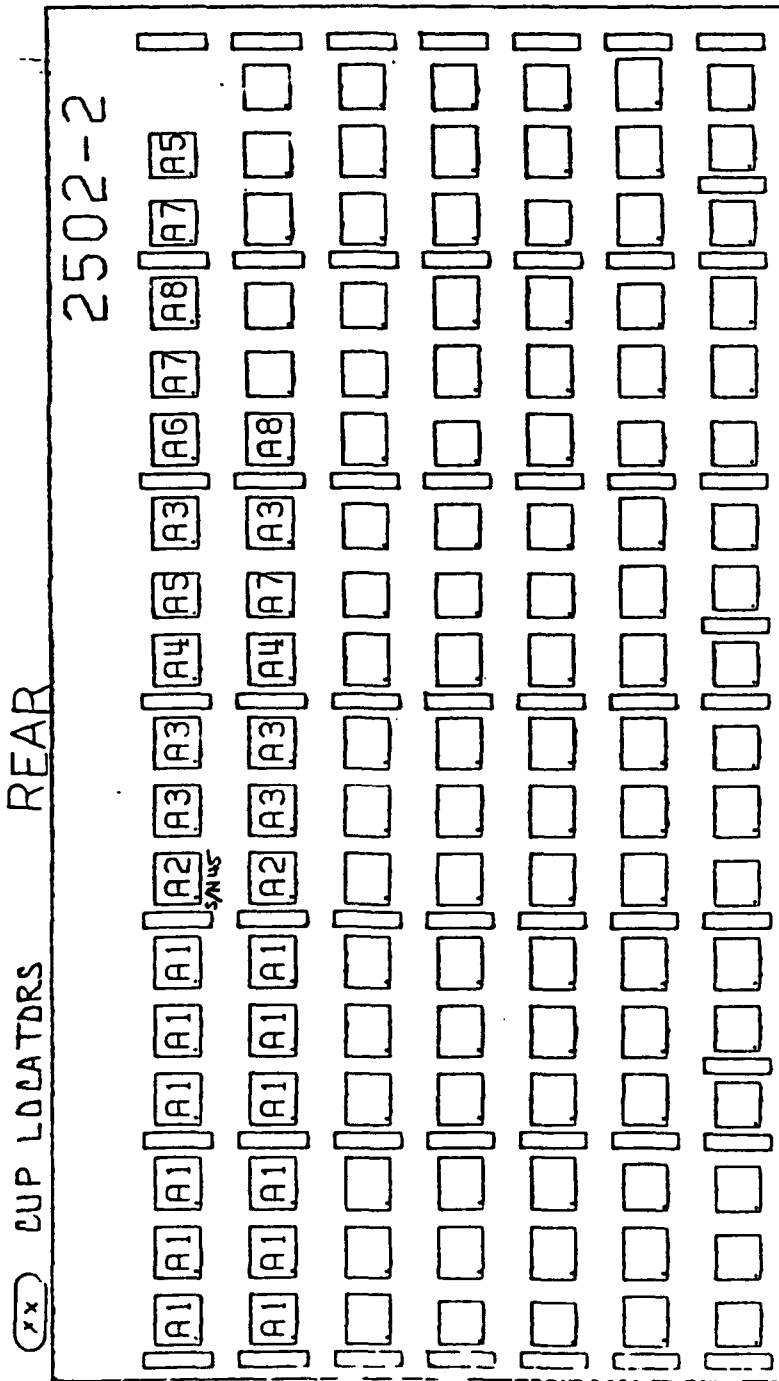 xx CUP LOCATORS REAR
2502-2
A1 A1 A1 A1 A1 A1 A2 A3 A3 A4 A5 A3 A6 A7 A8 A7 A5
S/N
A1 A1 A1 A1 A1 A1 A2 A3 A3 A4 A7 A3 A8